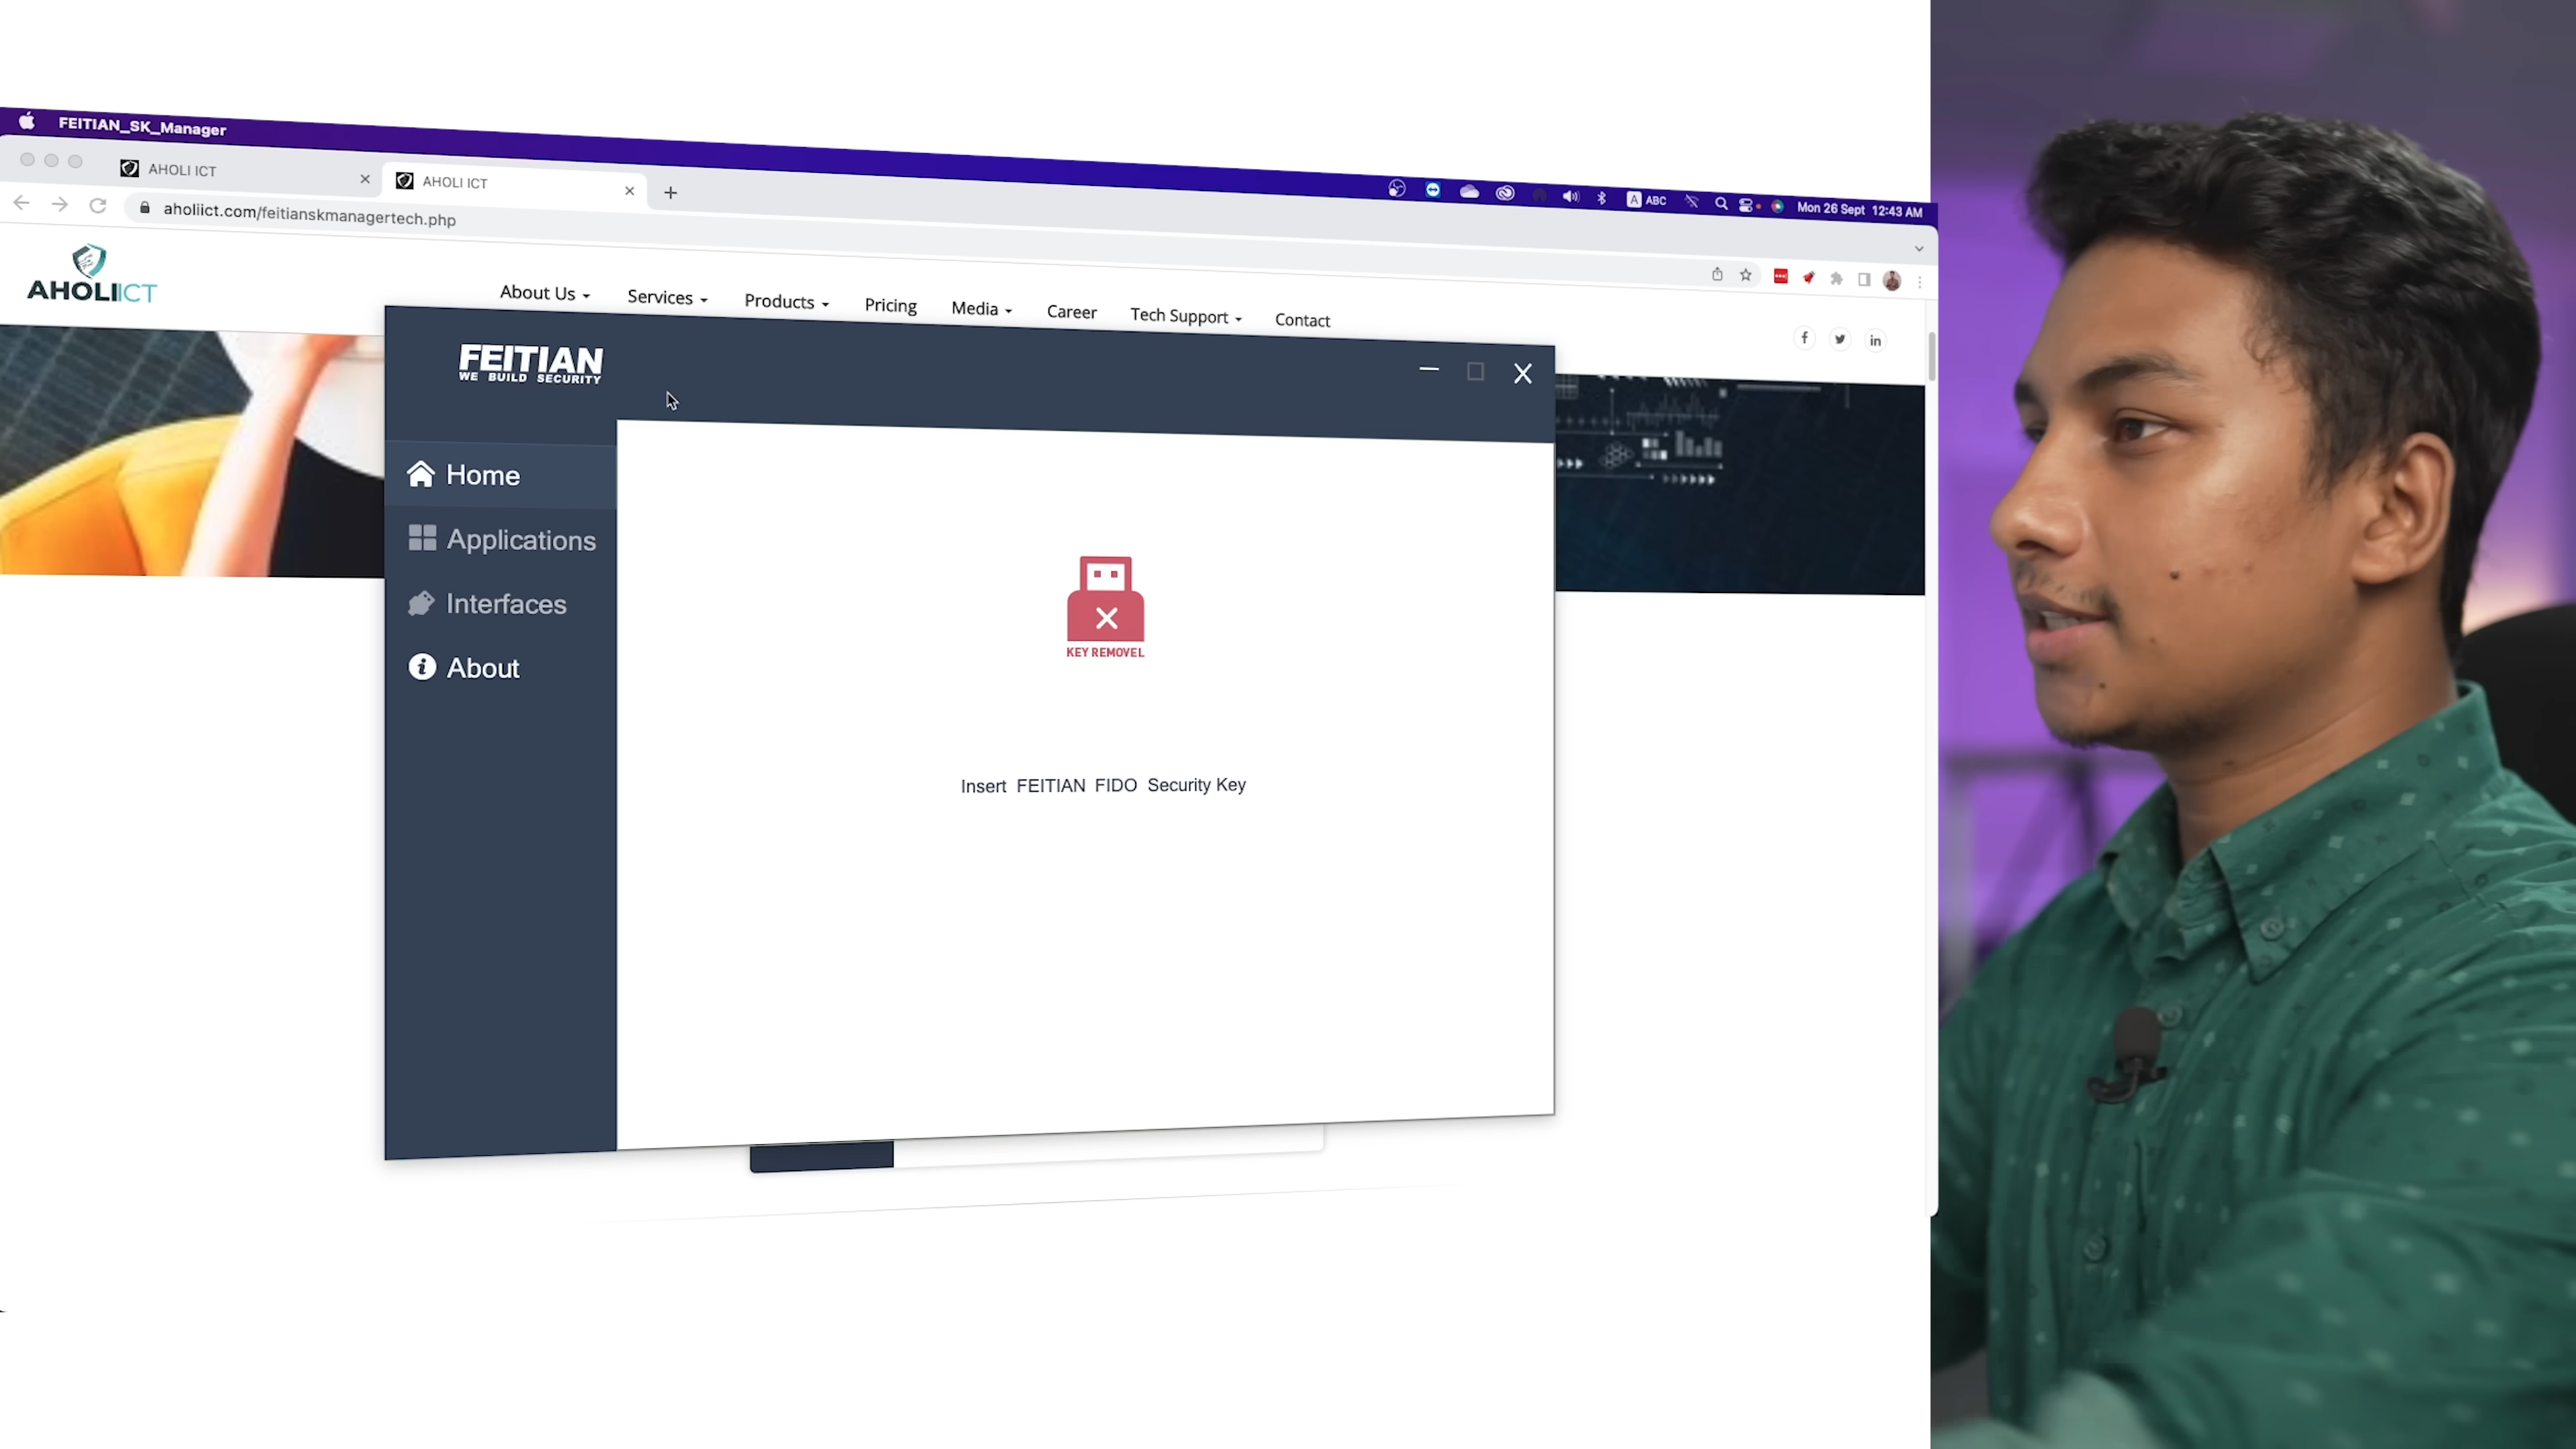 FEITIAN_SK_Manager
ABC
Mon 26 Sept 12:43 AM
AHOLI ICT
AHOLI ICT
aholiict.com/feitianskmanagertech.php
AHOLIICT
About Us
Services
Products
Pricing
Media
Career
Tech Support
Contact
FEITIAN
WE BUILD SECURITY
Home
Applications
Interfaces
About
KEY REMOVEL
Insert FEITIAN FIDO Security Key